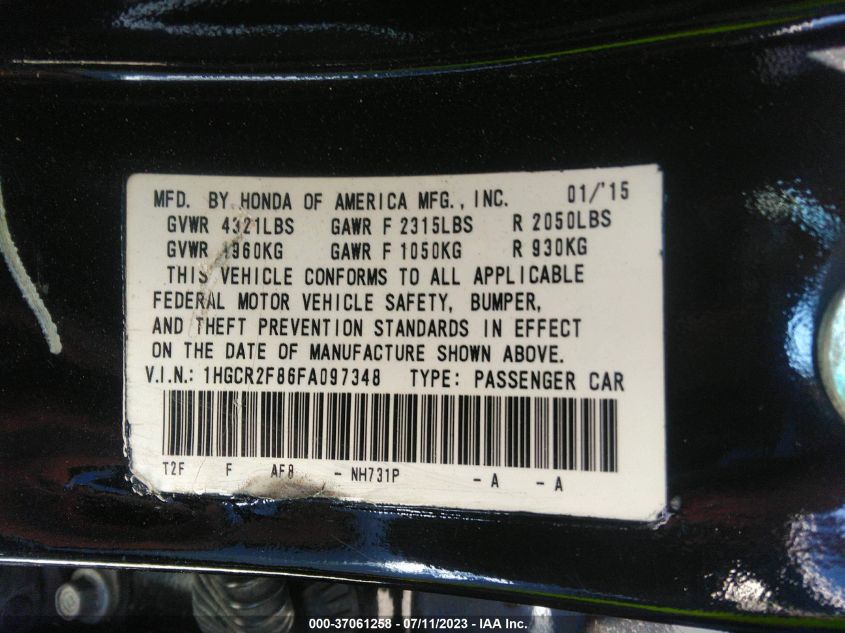 MFD. BY HONDA OF AMERICA MFG., INC. 01/'15
GVWR 4321LBS GAWR F 2315LBS R 2050LBS
GVWR 1960KG GAWR F 1050KG R 930KG
THIS VEHICLE CONFORMS TO ALL APPLICABLE
FEDERAL MOTOR VEHICLE SAFETY, BUMPER,
AND THEFT PREVENTION STANDARDS IN EFFECT
ON THE DATE OF MANUFACTURE SHOWN ABOVE.
V.I.N.: 1HGCR2F86FA097348 TYPE: PASSENGER CAR
T2F F AF8 - NH731P - A - A
000-37061258 - 07/11/2023 - IAA Inc.